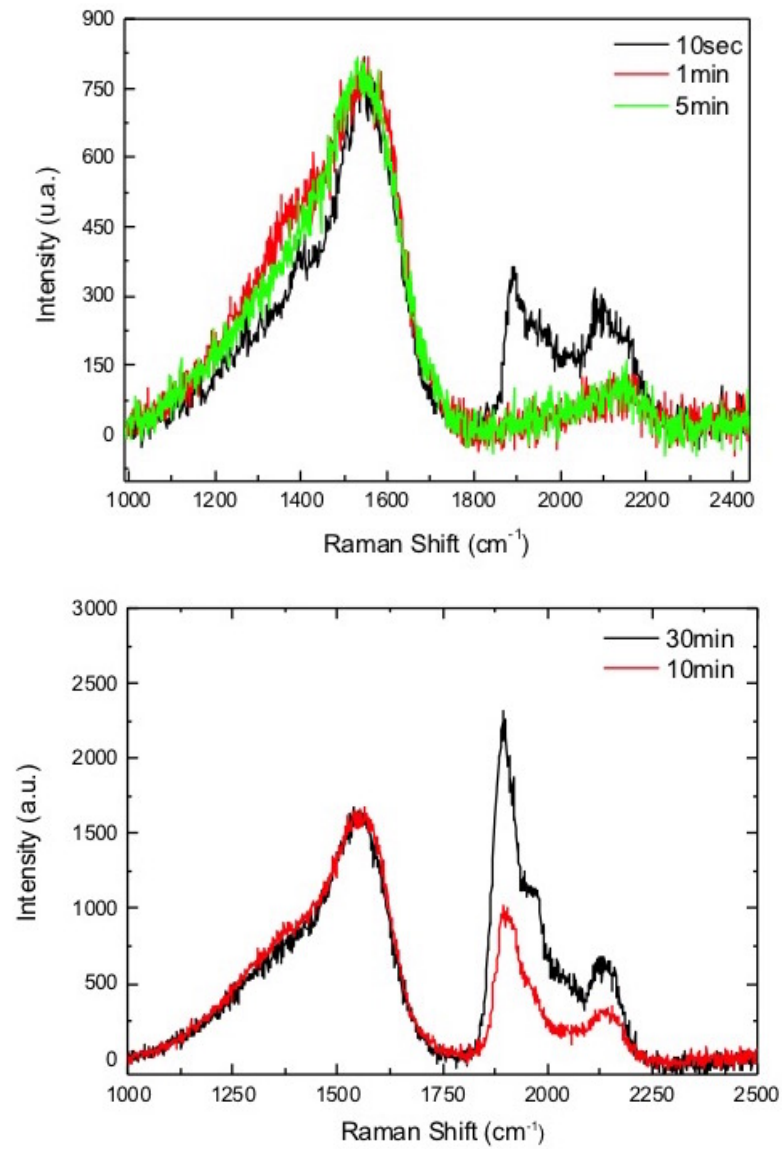 900
750
600
450
300
150
0
Intensity (u.a.)
10sec
1min
5min
1000 1200 1400 1600 1800 2000 2200 2400
Raman Shift (cm⁻¹)
3000
2500
2000
1500
1000
500
0
Intensity (a.u.)
30min
10min
1000 1250 1500 1750 2000 2250 2500
Raman Shift (cm⁻¹)